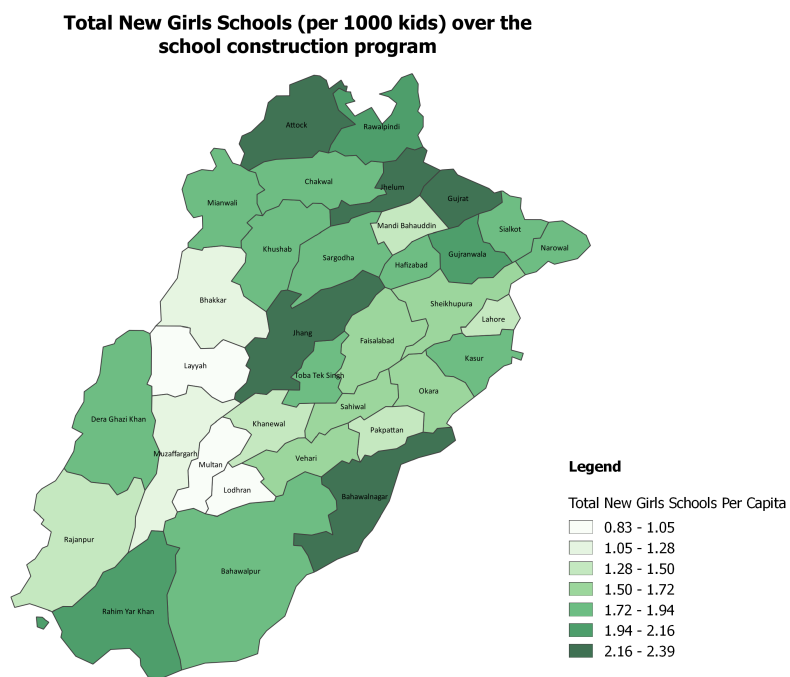 Total New Girls Schools (per 1000 kids) over the
school construction program
Attock
Rawalpindi
Chakwal
Jhelum
Mianwali
Gujrat
Mandi Bahauddin
Sialkot
Khushab
Narowal
Sargodha
Hafizabad
Gujranwala
Bhakkar
Sheikhupura
Lahore
Jhang
Faisalabad
Kasur
Layyah
Toba Tek Singh
Okara
Sahiwal
Dera Ghazi Khan
Khanewal
Pakpattan
Muzaffargarh
Vehari
Multan
Lodhran
Bahawalnagar
Rajanpur
Bahawalpur
Rahim Yar Khan
Legend
Total New Girls Schools Per Capita
0.83 - 1.05
1.05 - 1.28
1.28 - 1.50
1.50 - 1.72
1.72 - 1.94
1.94 - 2.16
2.16 - 2.39